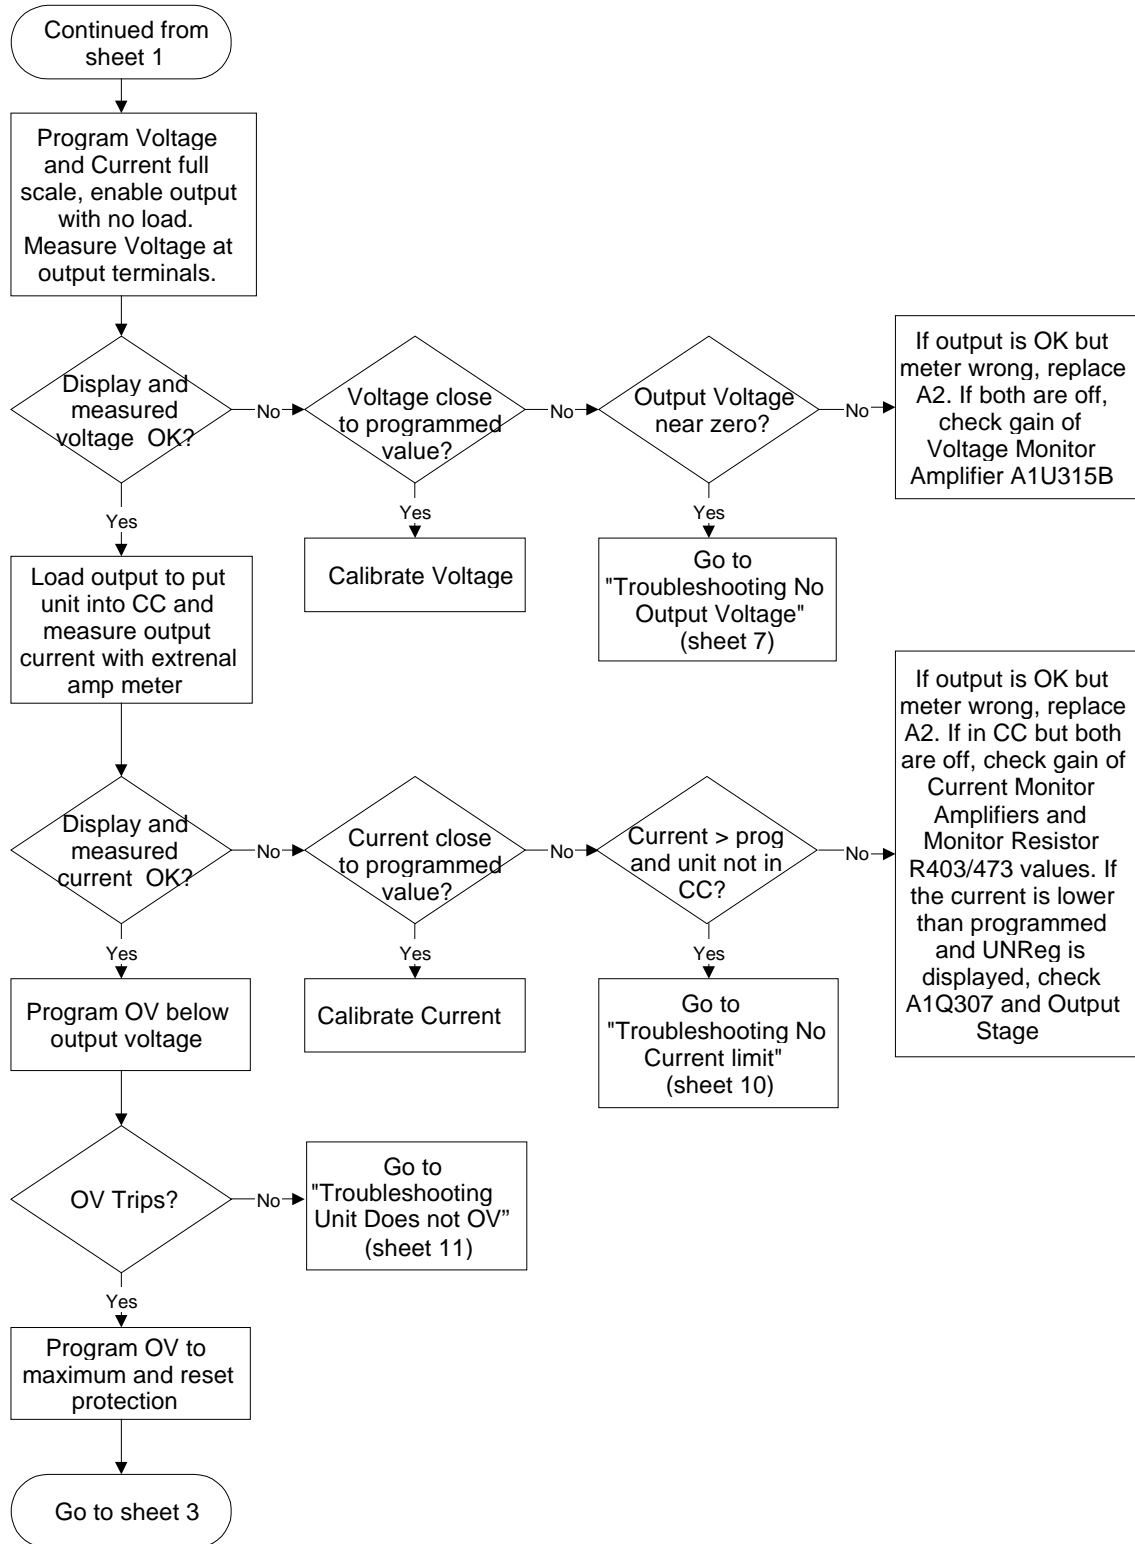 Continued from
sheet 1
Program Voltage
and Current full
scale, enable output
with no load.
Measure Voltage at
output terminals.
Display and
measured
voltage OK?
No
Voltage close
to programmed
value?
No
Output Voltage
near zero?
No
If output is OK but
meter wrong, replace
A2. If both are off,
check gain of
Voltage Monitor
Amplifier A1U315B
Yes
Yes
Yes
Load output to put
unit into CC and
measure output
current with extrenal
amp meter
Calibrate Voltage
Go to
"Troubleshooting No
Output Voltage"
(sheet 7)
Display and
measured
current OK?
No
Current close
to programmed
value?
No
Current > prog
and unit not in
CC?
No
If output is OK but
meter wrong, replace
A2. If in CC but both
are off, check gain of
Current Monitor
Amplifiers and
Monitor Resistor
R403/473 values. If
the current is lower
than programmed
and UNReg is
displayed, check
A1Q307 and Output
Stage
Yes
Yes
Yes
Program OV below
output voltage
Calibrate Current
Go to
"Troubleshooting No
Current limit"
(sheet 10)
OV Trips?
No
Go to
"Troubleshooting
Unit Does not OV”
(sheet 11)
Yes
Program OV to
maximum and reset
protection
Go to sheet 3